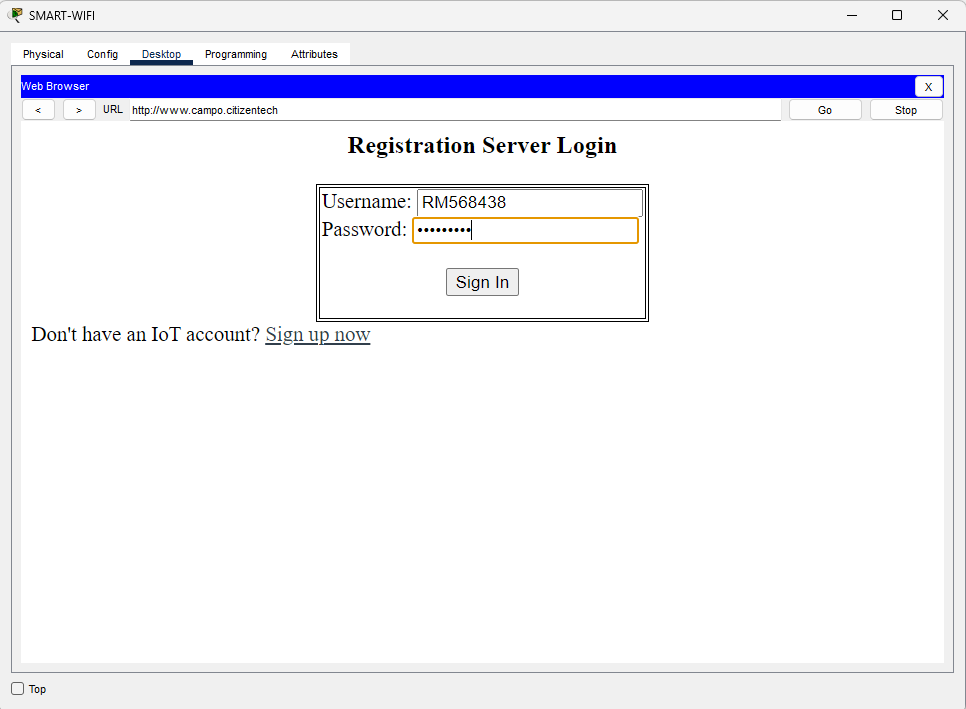 SMART-WIFI
Physical Config Desktop Programming Attributes
Web Browser X
< > URL http://www.campo.citizentech Go Stop
Registration Server Login
Username: RM568438
Password: •••••••••
Sign In
Don't have an IoT account? Sign up now
Top